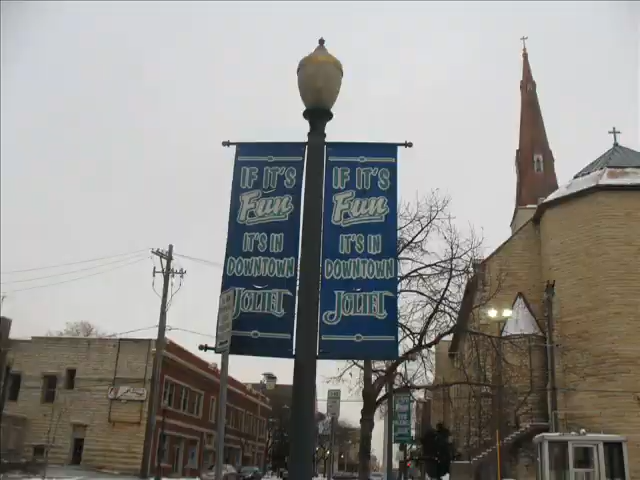 IF IT'S
Fun
IT'S IN
DOWNTOWN
JOLIET
IF IT'S
Fun
IT'S IN
DOWNTOWN
JOLIET